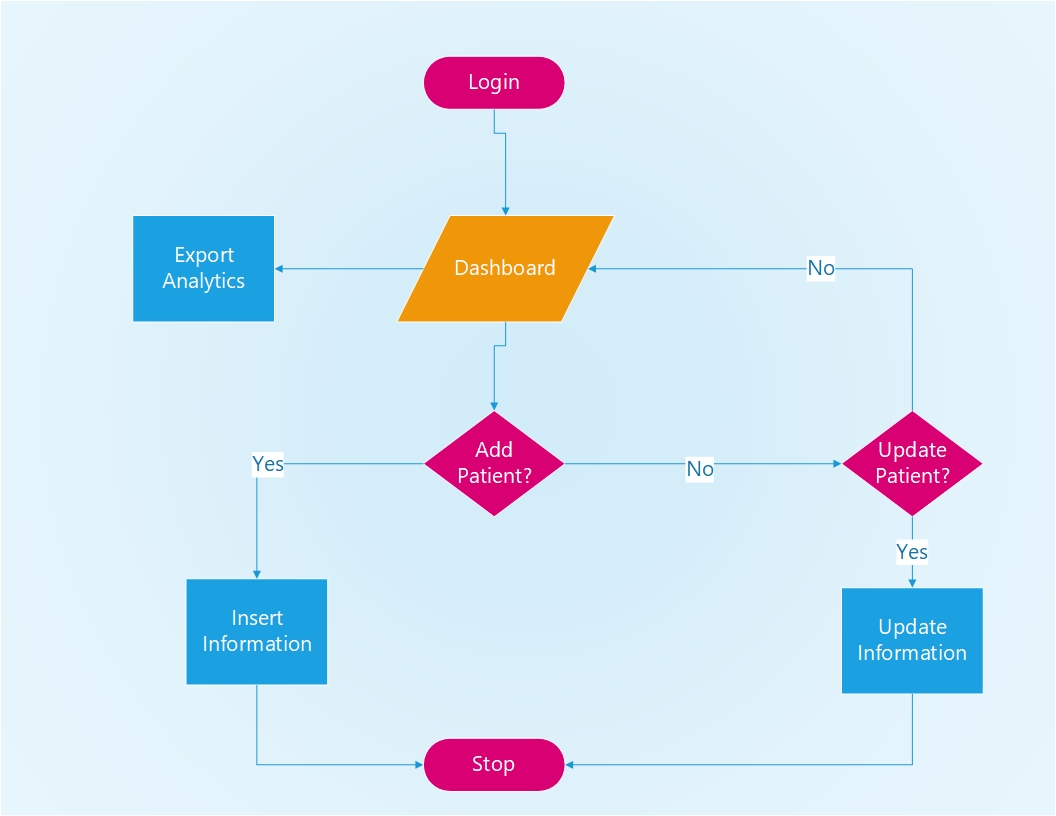 Login
Export
Analytics
Dashboard
No
Add
Patient?
Update
Patient?
Yes
No
Yes
Insert
Information
Update
Information
Stop